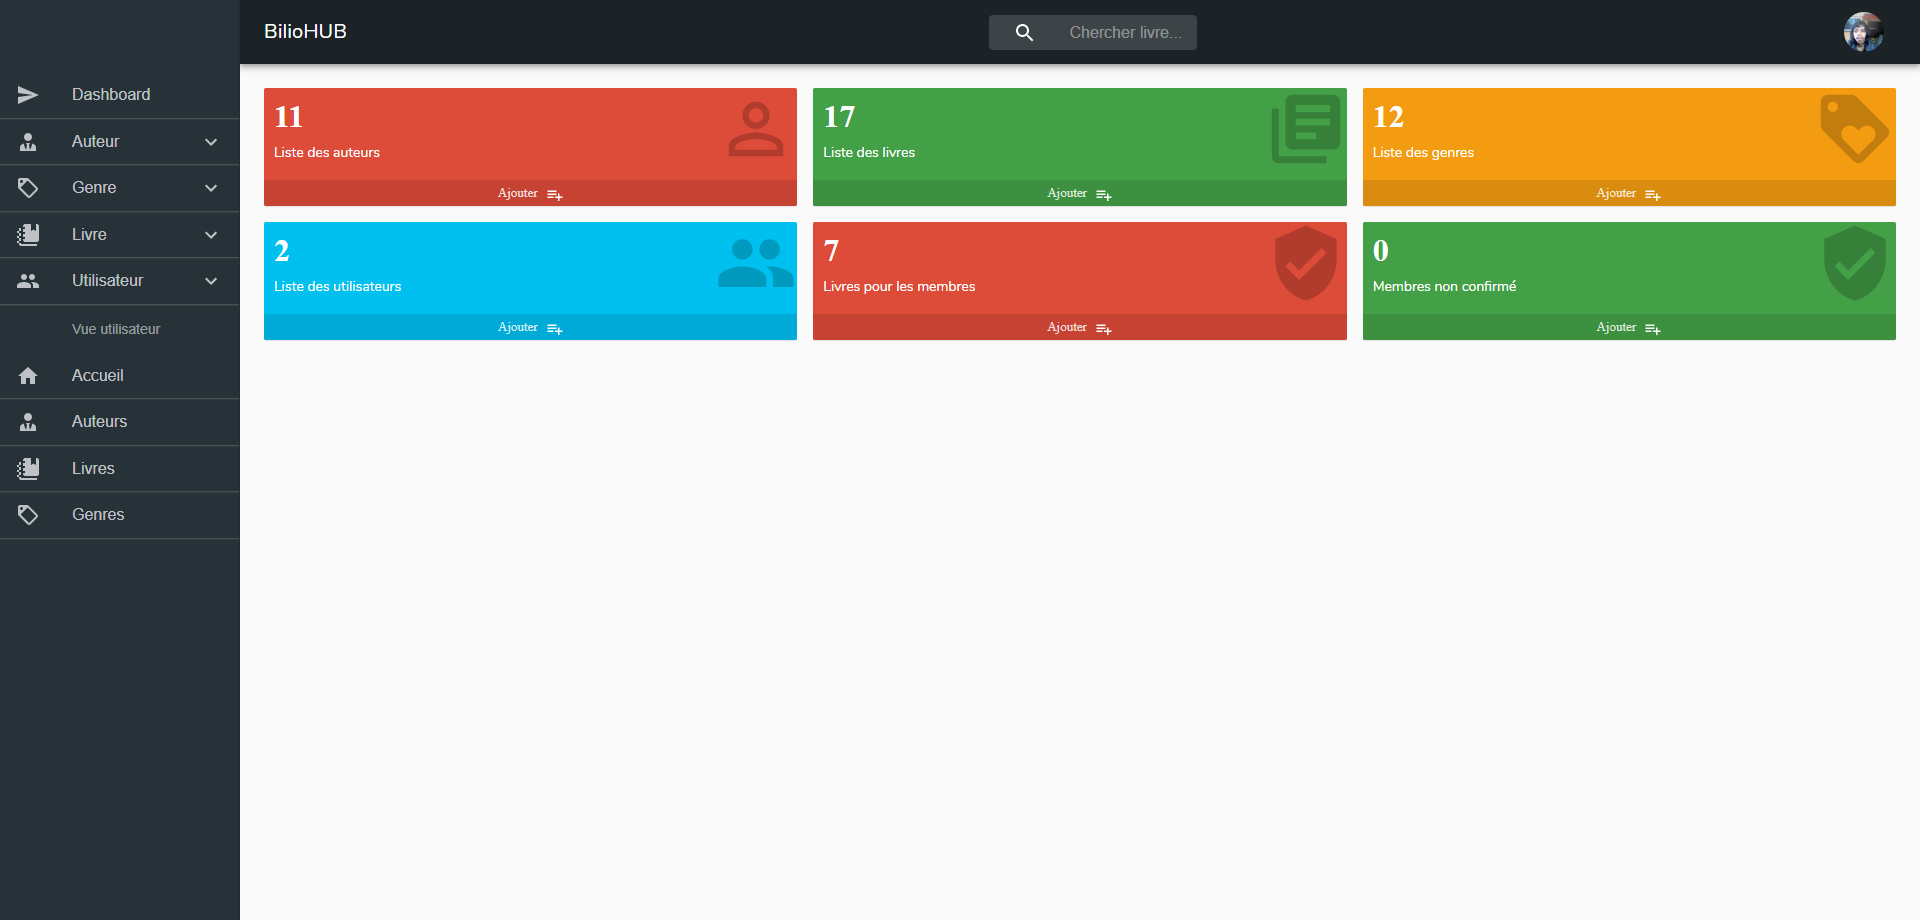 BilioHUB
Chercher livre...
Dashboard
Auteur
Genre
Livre
Utilisateur
Vue utilisateur
Accueil
Auteurs
Livres
Genres
11
Liste des auteurs
Ajouter
17
Liste des livres
Ajouter
12
Liste des genres
Ajouter
2
Liste des utilisateurs
Ajouter
7
Livres pour les membres
Ajouter
0
Membres non confirmé
Ajouter